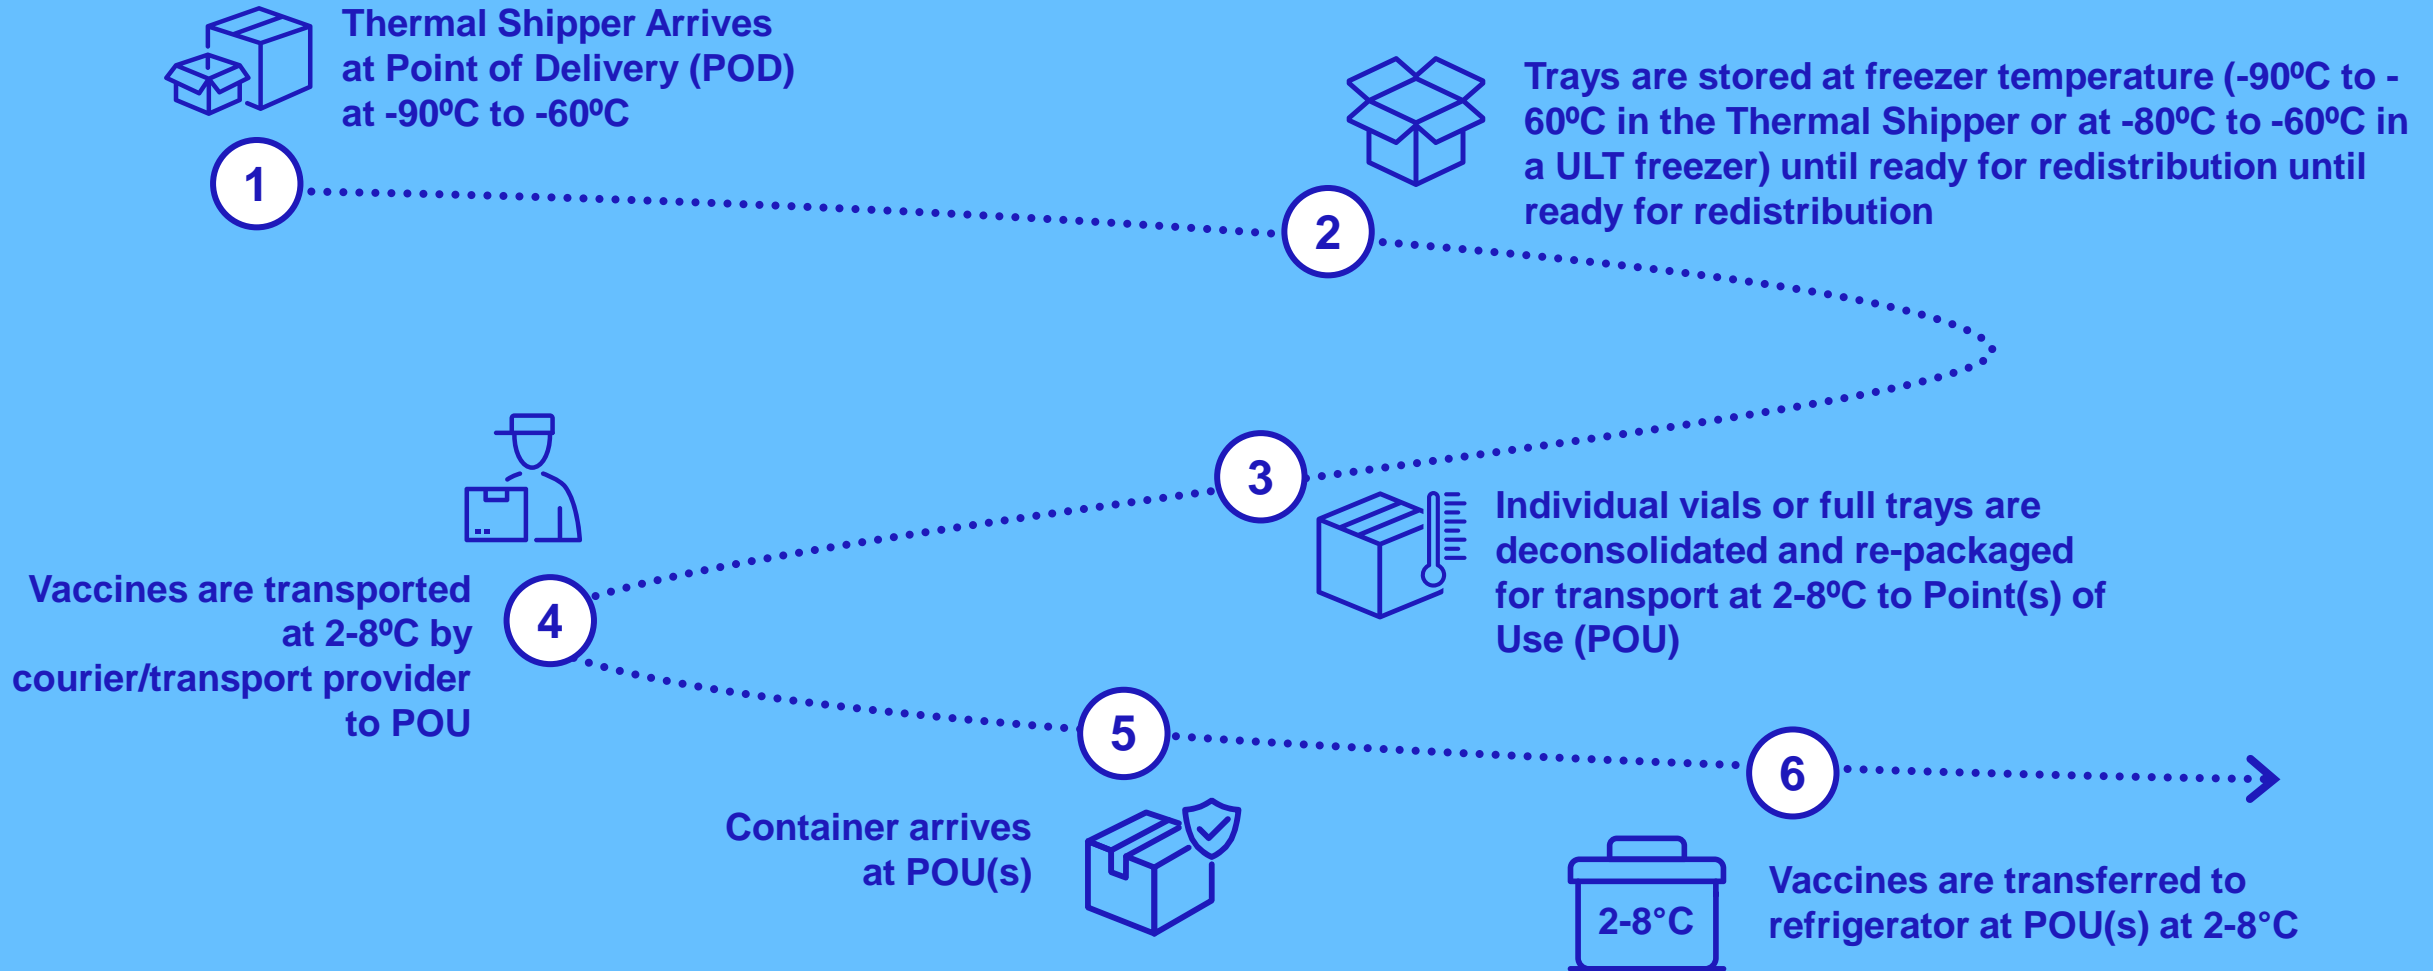 Thermal Shipper Arrives
at Point of Delivery (POD)
at -90ºC to -60ºC
1
Trays are stored at freezer temperature (-90ºC to -
60ºC in the Thermal Shipper or at -80ºC to -60ºC in
a ULT freezer) until ready for redistribution until
ready for redistribution
2
3
Individual vials or full trays are
deconsolidated and re-packaged
for transport at 2-8ºC to Point(s) of
Use (POU)
Vaccines are transported
at 2-8ºC by
courier/transport provider
to POU
4
5
Container arrives
at POU(s)
6
2-8°C
Vaccines are transferred to
refrigerator at POU(s) at 2-8°C